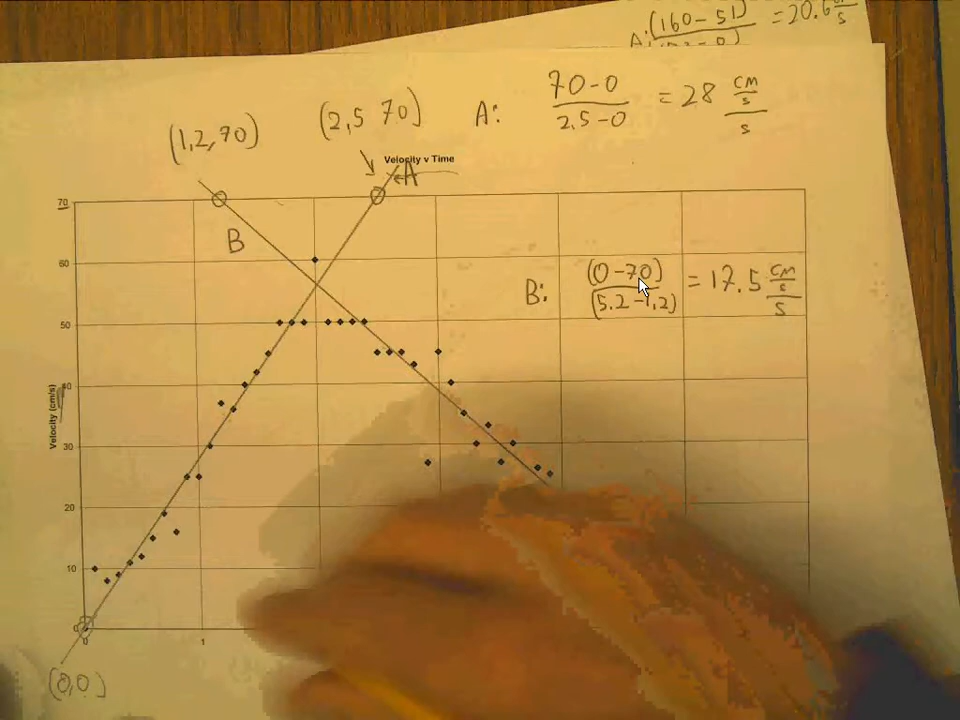 A: (160-51) = 20.6 cm/s
(1,2,70) (2,5 70) A: 70-0 / 2,5-0 = 28 cm/s / s
Velocity v Time
A
70
B
60
B: (0-70) / (5.2-1,2) = 17.5 cm/s / s
50
40
Velocity (cm/s)
30
20
10
0
0 1
(0,0)